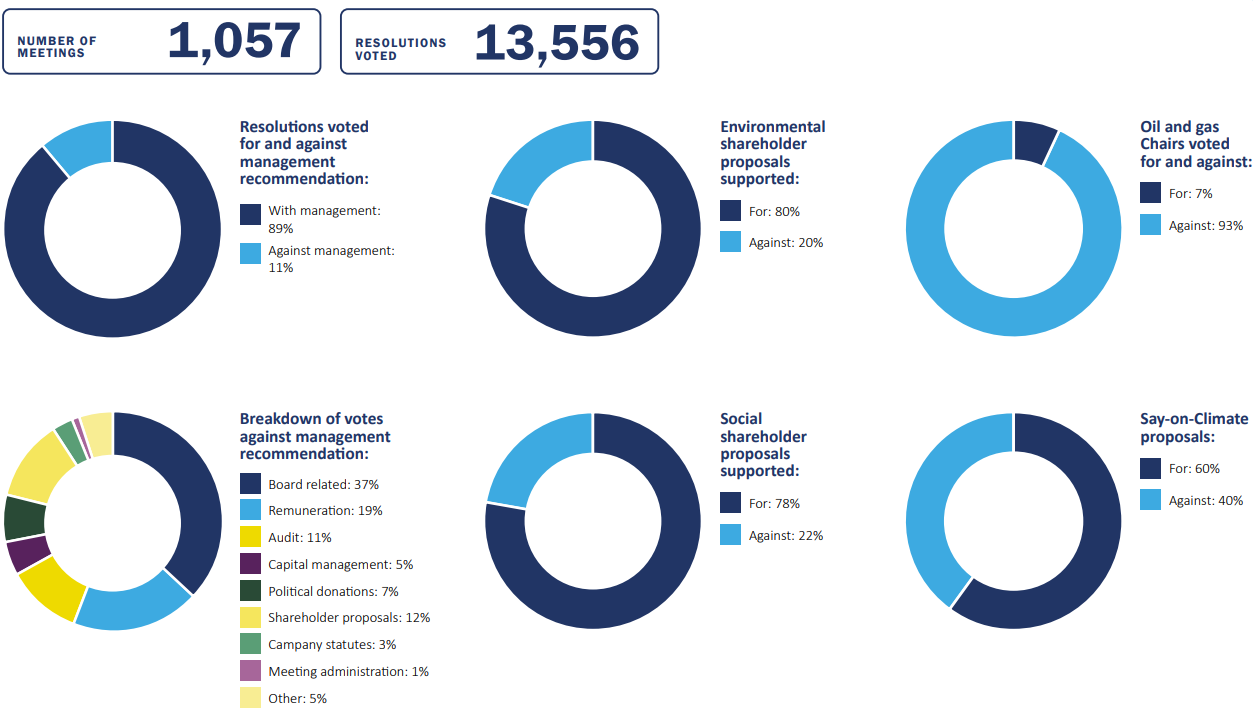 NUMBER OF
MEETINGS
1,057
RESOLUTIONS
VOTED
13,556
Resolutions voted
for and against
management
recommendation:
With management:
89%
Against management:
11%
Environmental
shareholder
proposals
supported:
For: 80%
Against: 20%
Oil and gas
Chairs voted
for and against:
For: 7%
Against: 93%
Breakdown of votes
against management
recommendation:
Board related: 37%
Remuneration: 19%
Audit: 11%
Capital management: 5%
Political donations: 7%
Shareholder proposals: 12%
Campany statutes: 3%
Meeting administration: 1%
Other: 5%
Social
shareholder
proposals
supported:
For: 78%
Against: 22%
Say-on-Climate
proposals:
For: 60%
Against: 40%